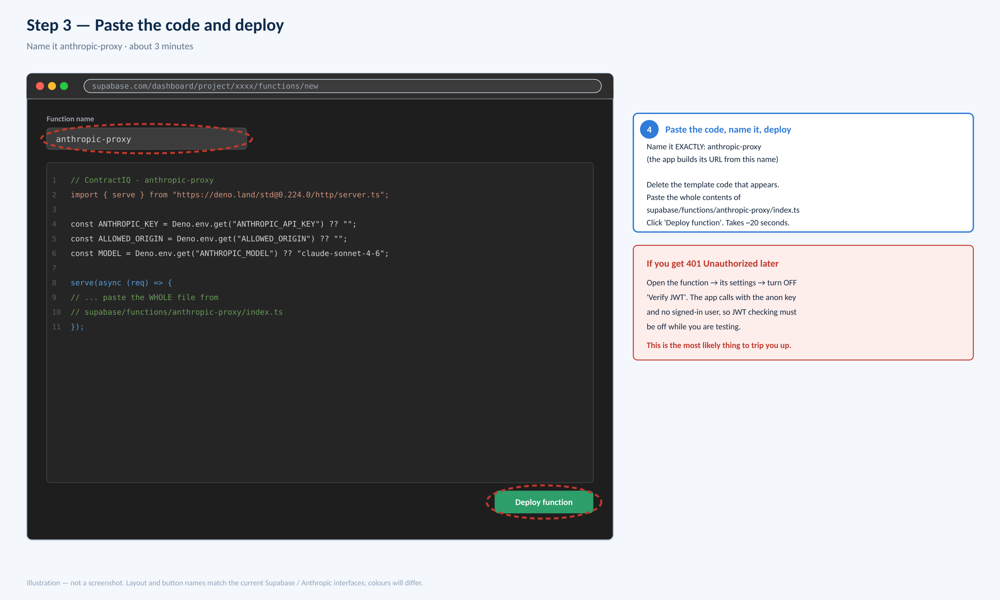 Step 3 — Paste the code and deploy
Name it anthropic-proxy · about 3 minutes
supabase.com/dashboard/project/xxxx/functions/new
Function name
anthropic-proxy
1 // ContractIQ - anthropic-proxy
2 import { serve } from "https://deno.land/std@0.224.0/http/server.ts";
3
4 const ANTHROPIC_KEY = Deno.env.get("ANTHROPIC_API_KEY") ?? "";
5 const ALLOWED_ORIGIN = Deno.env.get("ALLOWED_ORIGIN") ?? "";
6 const MODEL = Deno.env.get("ANTHROPIC_MODEL") ?? "claude-sonnet-4-6";
7
8 serve(async (req) => {
9 // ... paste the WHOLE file from
10 // supabase/functions/anthropic-proxy/index.ts
11 });
Deploy function
4 Paste the code, name it, deploy
Name it EXACTLY: anthropic-proxy
(the app builds its URL from this name)
Delete the template code that appears.
Paste the whole contents of
supabase/functions/anthropic-proxy/index.ts
Click 'Deploy function'. Takes ~20 seconds.
If you get 401 Unauthorized later
Open the function → its settings → turn OFF
'Verify JWT'. The app calls with the anon key
and no signed-in user, so JWT checking must
be off while you are testing.
This is the most likely thing to trip you up.
Illustration — not a screenshot. Layout and button names match the current Supabase / Anthropic interfaces; colours will differ.